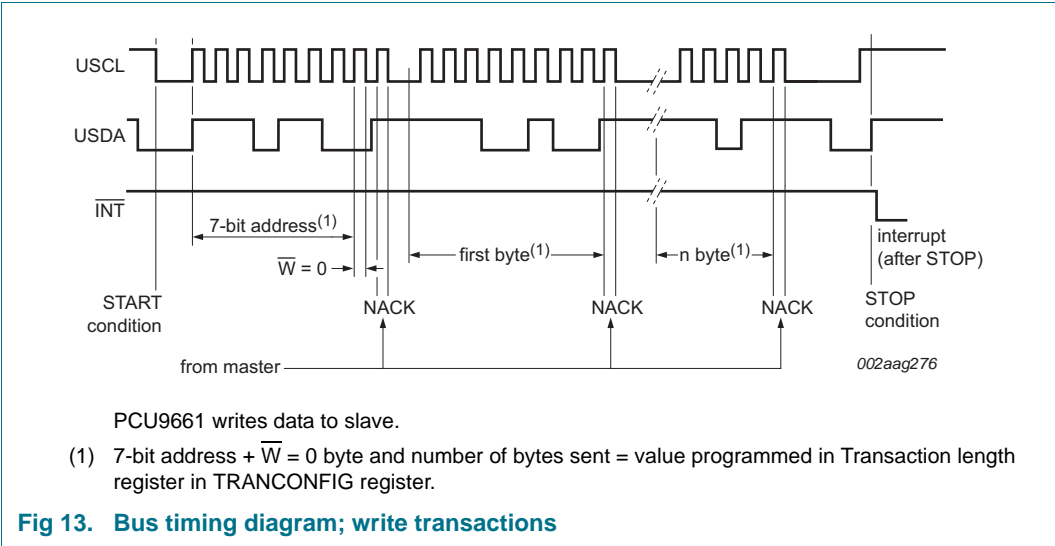 USCL
USDA
INT
7-bit address(1)
W = 0
first byte(1)
n byte(1)
interrupt
(after STOP)
START
condition
NACK
NACK
NACK
STOP
condition
from master
002aag276
PCU9661 writes data to slave.
(1) 7-bit address + W = 0 byte and number of bytes sent = value programmed in Transaction length
register in TRANCONFIG register.
Fig 13. Bus timing diagram; write transactions